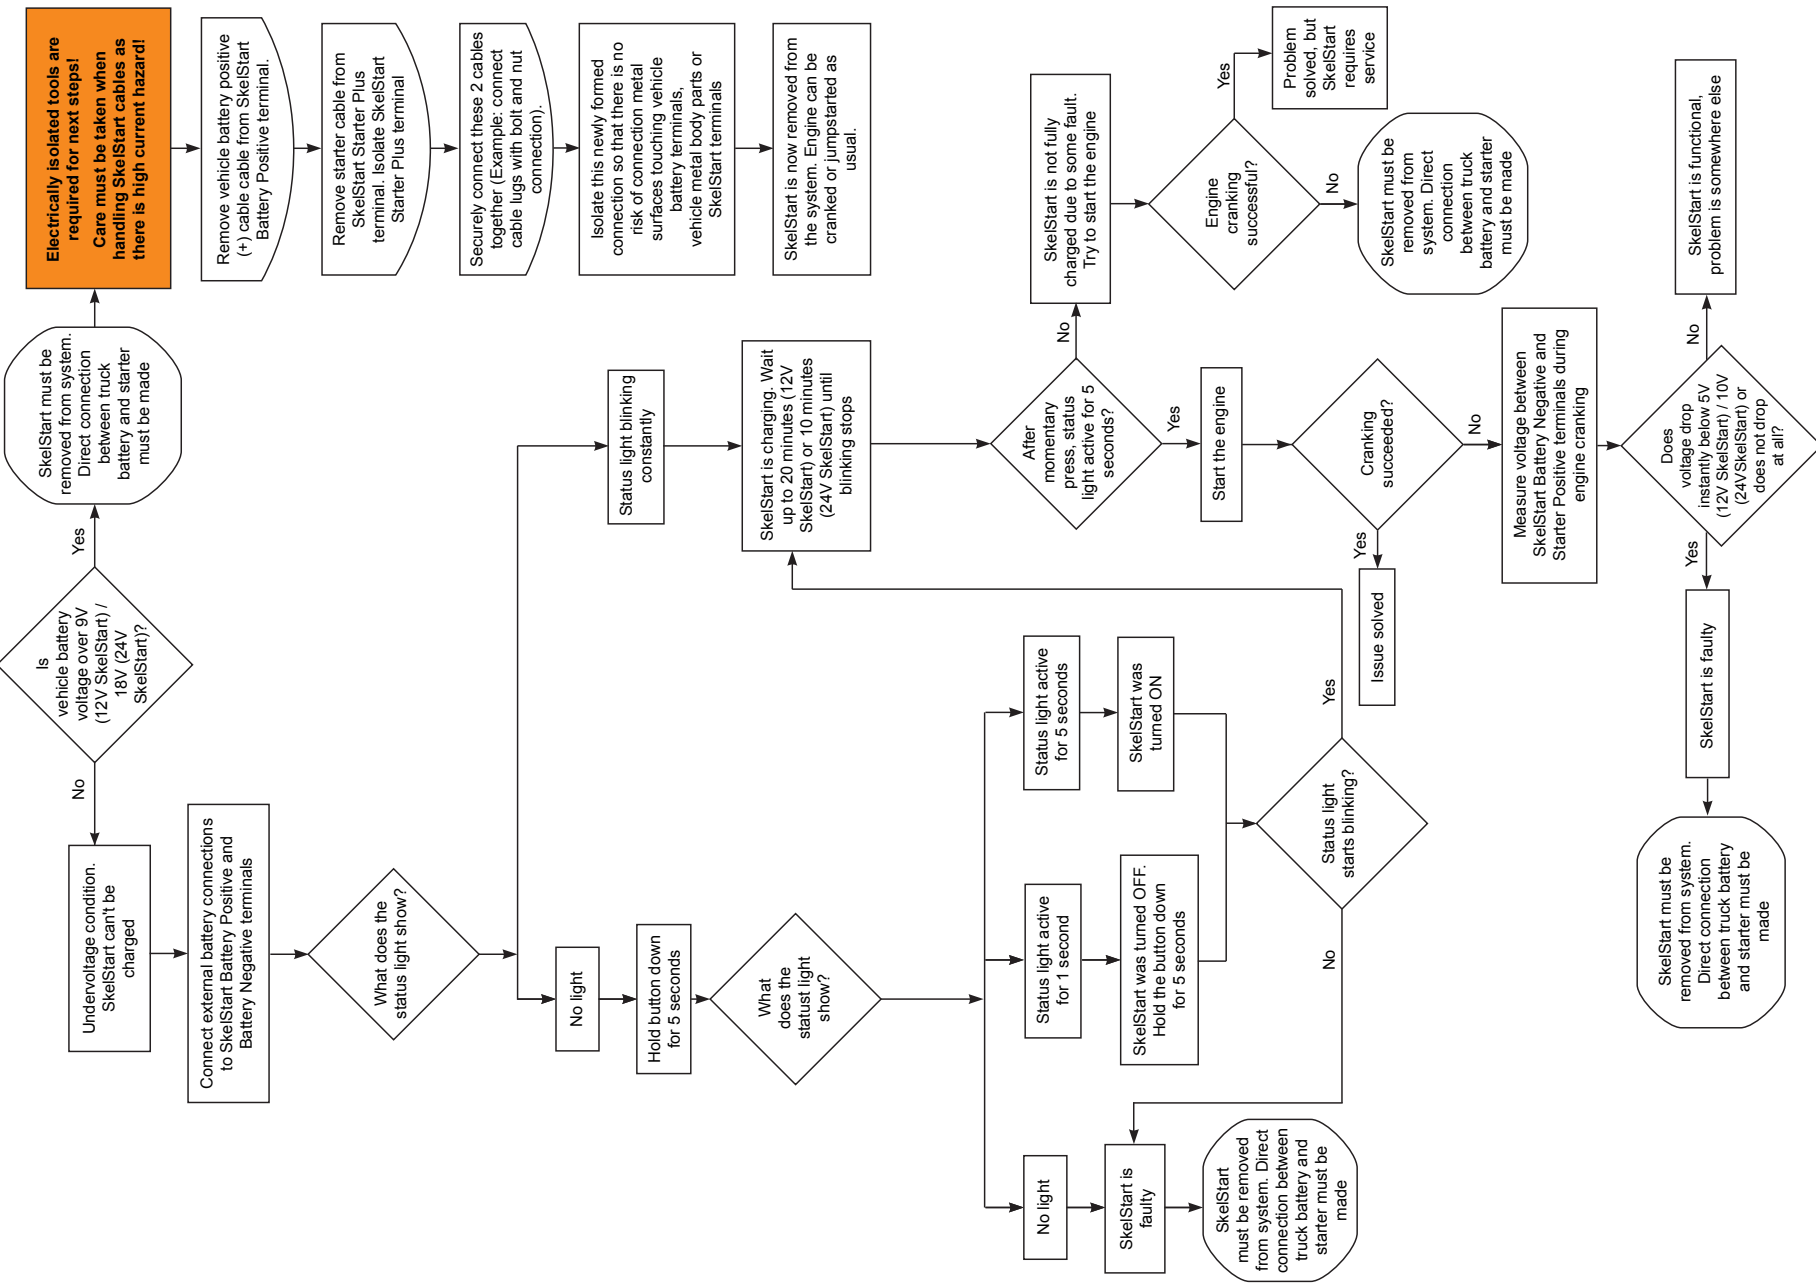 Is
vehicle battery
voltage over 9V
(12V SkelStart) /
18V (24V
SkelStart)?
Yes
SkelStart must be
removed from system.
Direct connection
between truck
battery and starter
must be made
Electrically isolated tools are
required for next steps!
Care must be taken when
handling SkelStart cables as
there is high current hazard!
Remove vehicle battery positive
(+) cable cable from SkelStart
Battery Positive terminal.
Remove starter cable from
SkelStart Starter Plus
terminal. Isolate SkelStart
Starter Plus terminal
Securely connect these 2 cables
together (Example: connect
cable lugs with bolt and nut
connection).
Isolate this newly formed
connection so that there is no
risk of connection metal
surfaces touching vehicle
battery terminals,
vehicle metal body parts or
SkelStart terminals
SkelStart is now removed from
the system. Engine can be
cranked or jumpstarted as
usual.
No
Undervoltage condition.
SkelStart can't be
charged
Connect external battery connections
to SkelStart Battery Positive and
Battery Negative terminals
What does the
status light show?
Status light blinking
constantly
SkelStart is charging. Wait
up to 20 minutes (12V
SkelStart) or 10 minutes
(24V SkelStart) until
blinking stops
No light
Hold button down
for 5 seconds
What
does the
statust light
show?
No light
SkelStart is
faulty
SkelStart
must be removed
from system. Direct
connection between
truck battery and
starter must be
made
Status light active
for 1 second
SkelStart was turned OFF.
Hold the button down
for 5 seconds
Status light active
for 5 seconds
SkelStart was
turned ON
Status light
starts blinking?
No
Yes
After
momentary
press, status
light active for 5
seconds?
No
SkelStart is not fully
charged due to some fault.
Try to start the engine
Engine
cranking
successful?
Yes
Problem
solved, but
SkelStart
requires
service
No
SkelStart must be
removed from
system. Direct
connection
between truck
battery and starter
must be made
Yes
Start the engine
Cranking
succeeded?
Yes
Issue solved
No
Measure voltage between
SkelStart Battery Negative and
Starter Positive terminals during
engine cranking
Does
voltage drop
instantly below 5V
(12V SkelStart) / 10V
(24VSkelStart) or
does not drop
at all?
No
SkelStart is functional,
problem is somewhere else
Yes
SkelStart is faulty
SkelStart must be
removed from system.
Direct connection
between truck battery
and starter must be
made